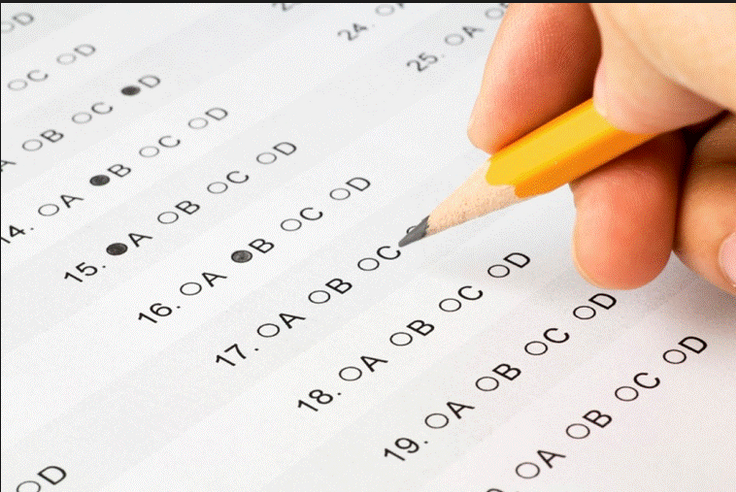 ○D
○C ○D
A ○B ○C ●D
14. ○A ●B ○C ○D
15. ●A ○B ○C ○D
16. ○A ●B ○C ○D
17. ○A ○B ○C
18. ○A ○B ○C ○D
19. ○A ○B ○C ○D
○A ○B ○C ○D
○D
24. ○A
25. ○A